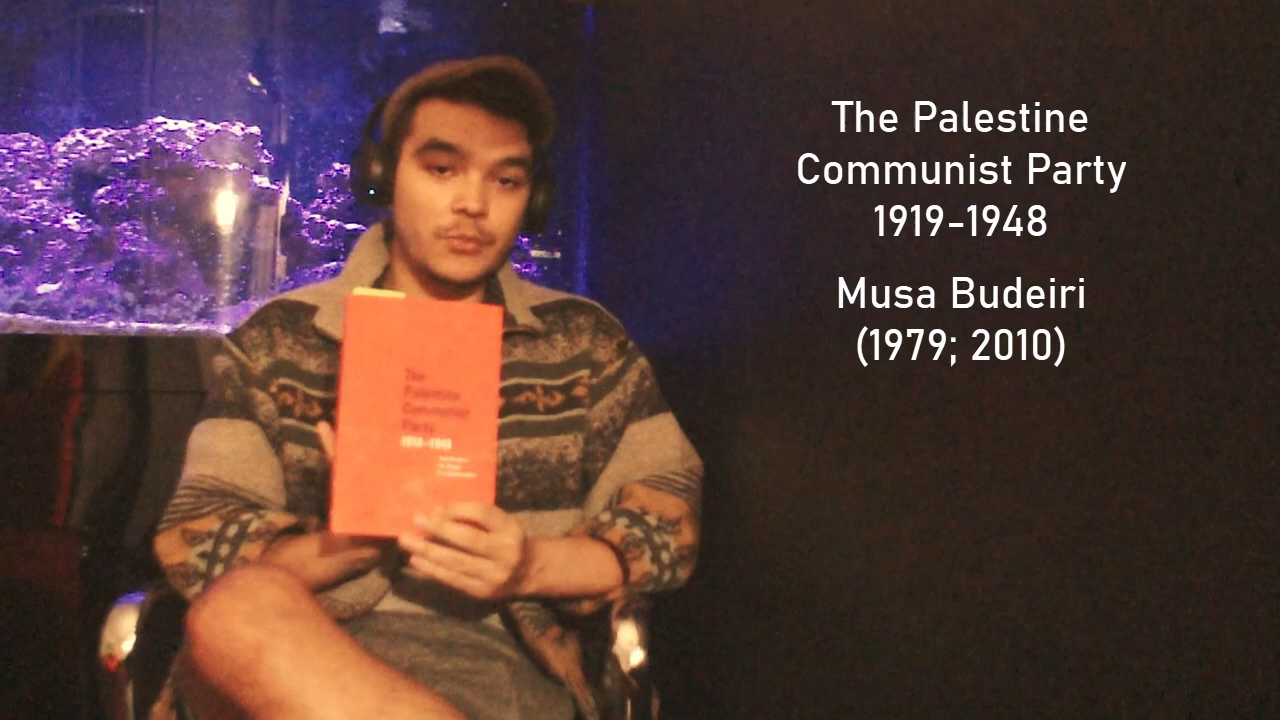 The Palestine
Communist Party
1919-1948
Musa Budeiri
(1979; 2010)
The
Palestine
Communist
Party
1919-1948